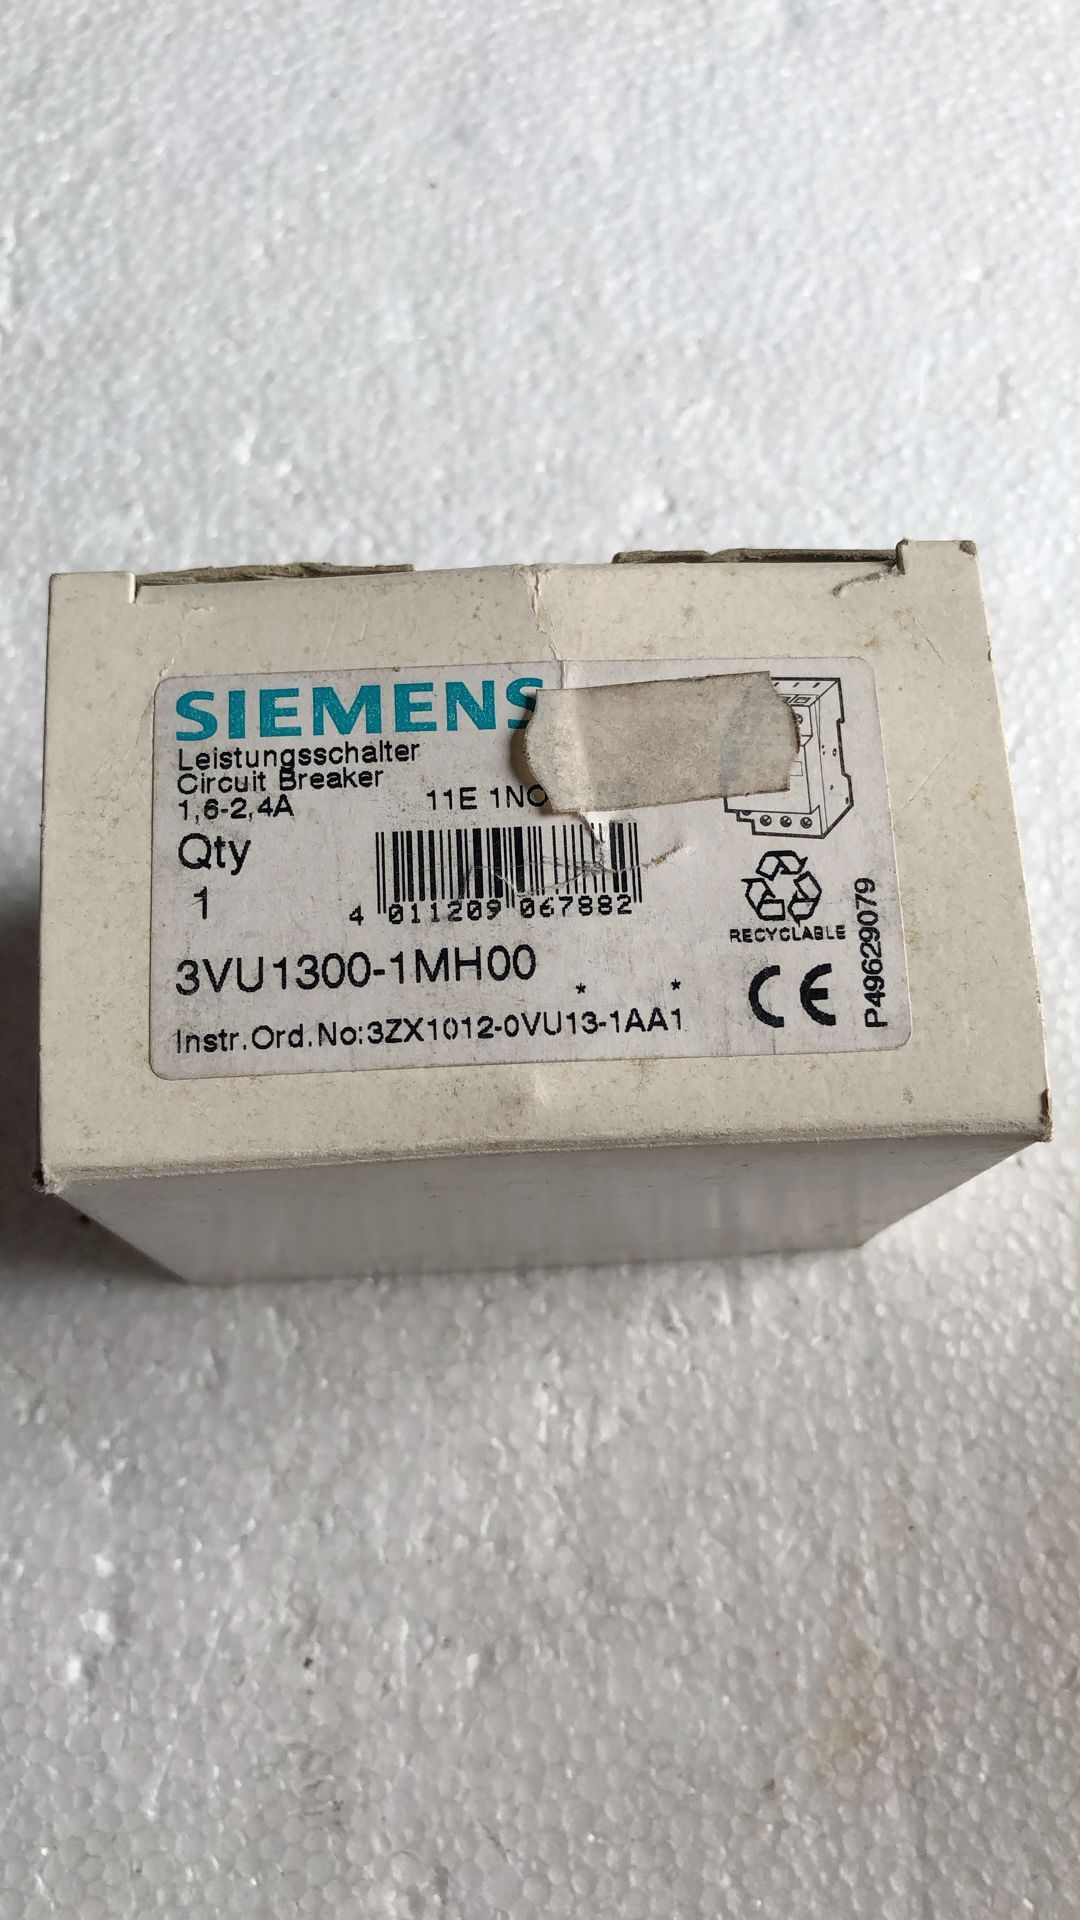 SIEMENS
Leistungsschalter
Circuit Breaker
1,6-2,4A 11E 1NO
Qty
1
4 011209 067882
RECYCLABLE
3VU1300-1MH00
* *
Instr.Ord.No:3ZX1012-0VU13-1AA1
CE
P49629079